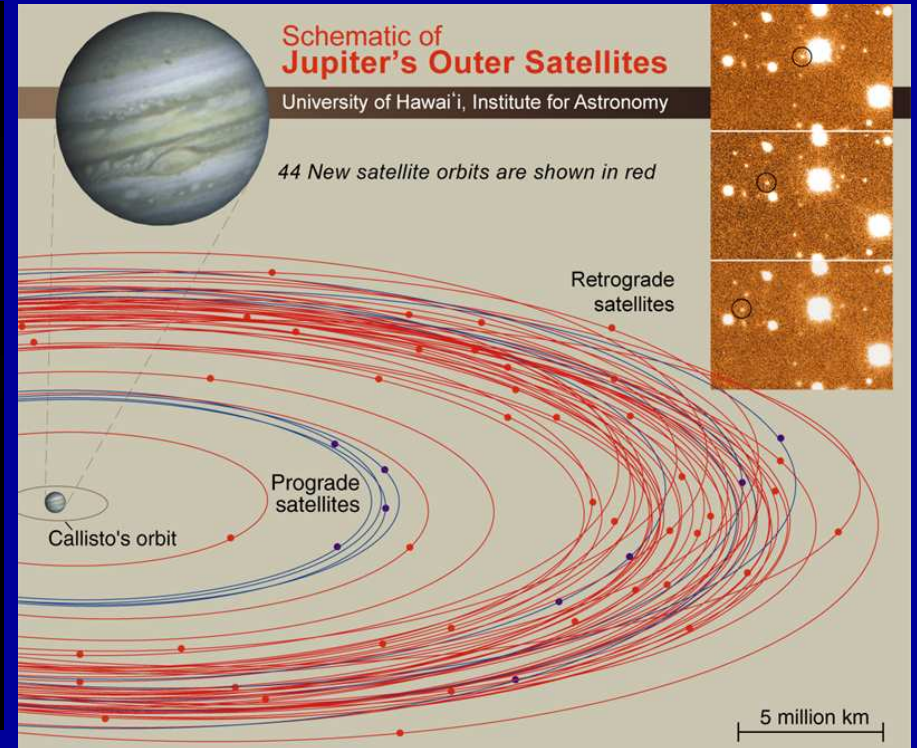 Schematic of
Jupiter's Outer Satellites
University of Hawaiʻi, Institute for Astronomy
44 New satellite orbits are shown in red
Retrograde
satellites
Prograde
satellites
Callisto's orbit
5 million km